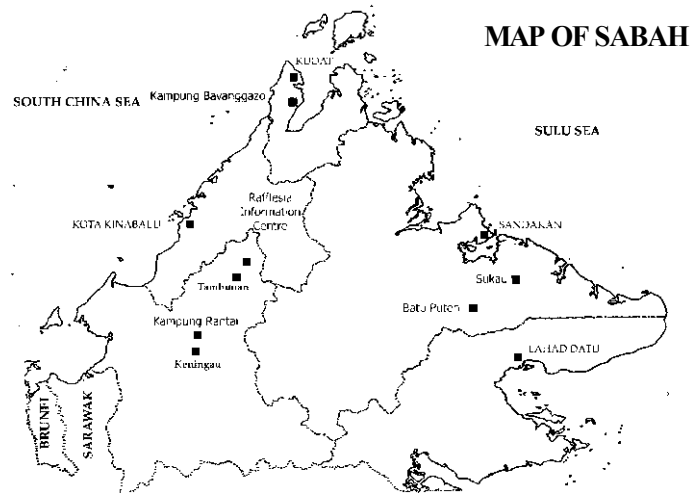 MAP OF SABAH
KUDAT
Kampung Bavanggazo
SOUTH CHINA SEA
SULU SEA
Rafflesia
Information
Centre
KOTA KINABALU
SANDAKAN
Tambunan
Sukau
Batu Puteh
Kampung Rantai
Keningau
LAHAD DATU
BRUNEI
SARAWAK